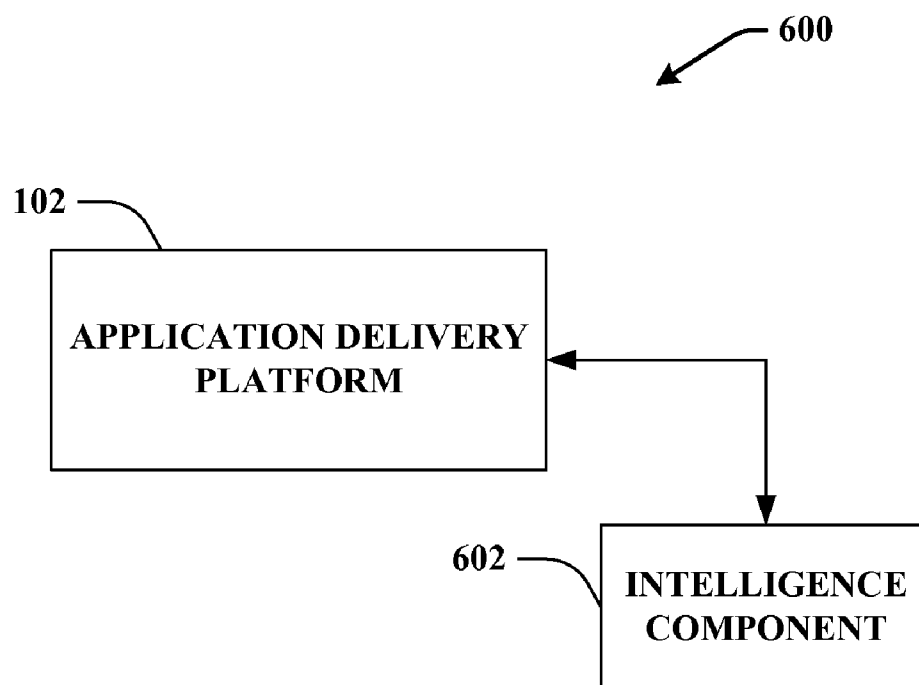 600
102
APPLICATION DELIVERY
PLATFORM
602
INTELLIGENCE
COMPONENT